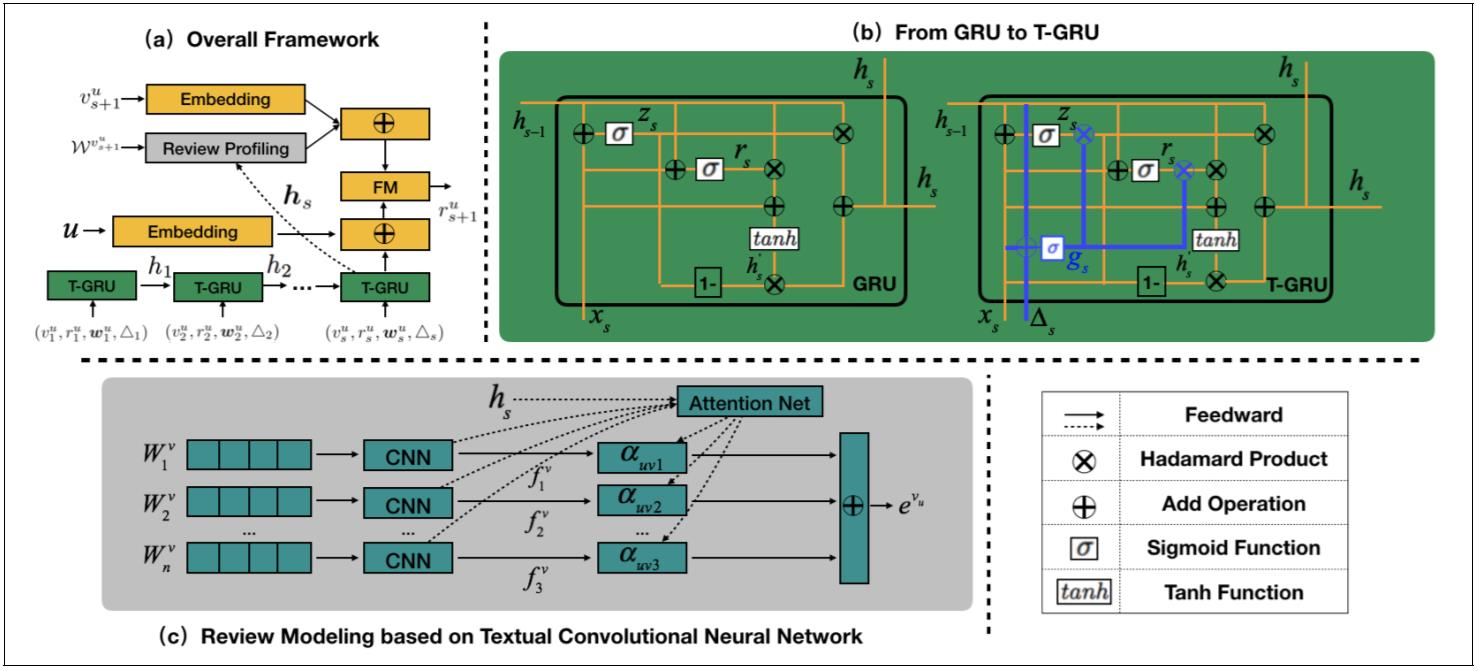 (a) Overall Framework
v^u_{s+1}
Embedding
𝒲^{v^u_{s+1}}
Review Profiling
FM
r^u_{s+1}
h_s
u
Embedding
T-GRU
h_1
T-GRU
h_2
...
T-GRU
(v^u_1, r^u_1, w^u_1, △_1)
(v^u_2, r^u_2, w^u_2, △_2)
(v^u_s, r^u_s, w^u_s, △_s)
(b) From GRU to T-GRU
h_s
h_{s-1}
σ
z_s
σ
r_s
h_s
tanh
h'_s
1-
GRU
x_s
h_s
h_{s-1}
σ
z_s
σ
r_s
h_s
σ
g_s
tanh
h'_s
1-
T-GRU
x_s
Δ_s
h_s
Attention Net
W^v_1
CNN
f^v_1
α_{uv1}
W^v_2
CNN
f^v_2
α_{uv2}
e^{v_u}
...
...
...
W^v_n
CNN
f^v_3
α_{uv3}
(c) Review Modeling based on Textual Convolutional Neural Network
Feedward
Hadamard Product
Add Operation
σ Sigmoid Function
tanh Tanh Function